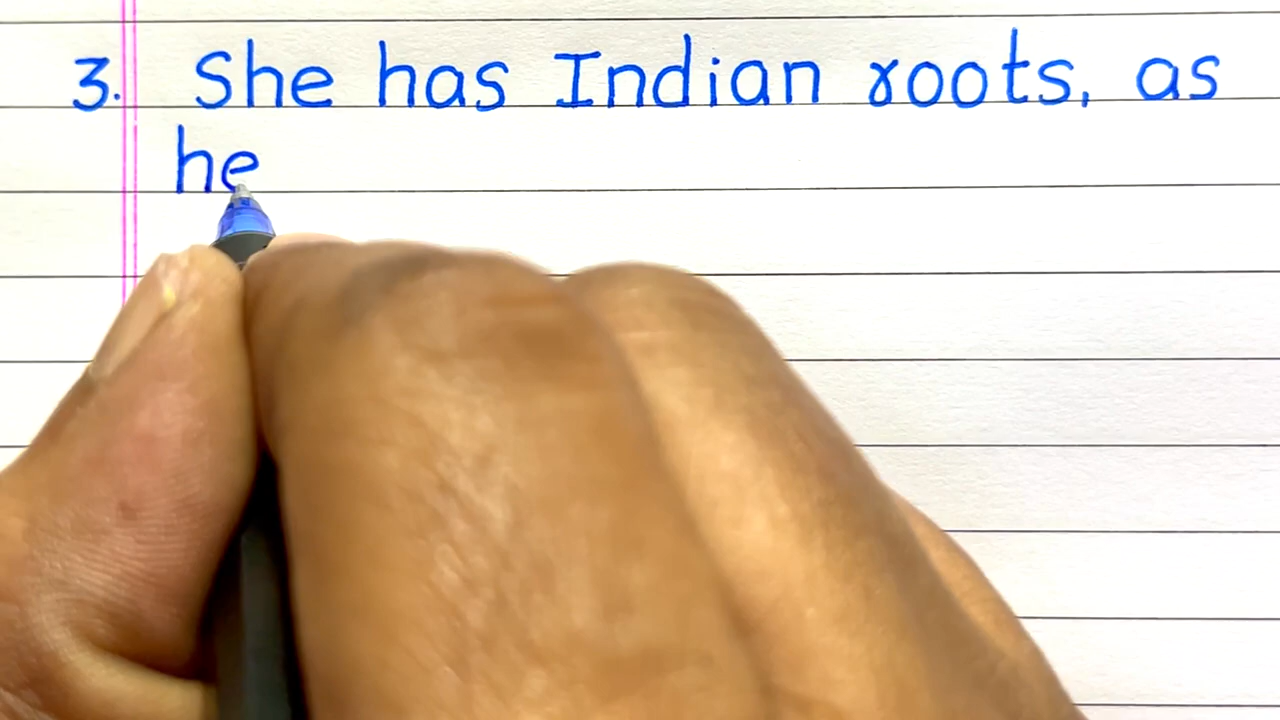 3. She has Indian roots, as
he